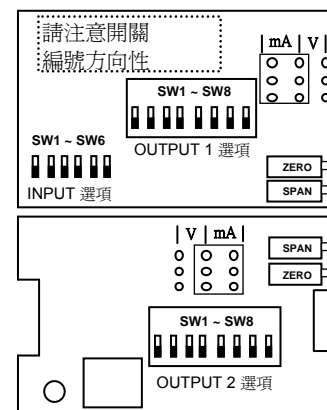 請注意開關
編號方向性
| mA | V |
SW1 ~ SW8
SW1 ~ SW6
OUTPUT 1 選項
INPUT 選項
ZERO
SPAN
| V | mA |
SPAN
ZERO
SW1 ~ SW8
OUTPUT 2 選項